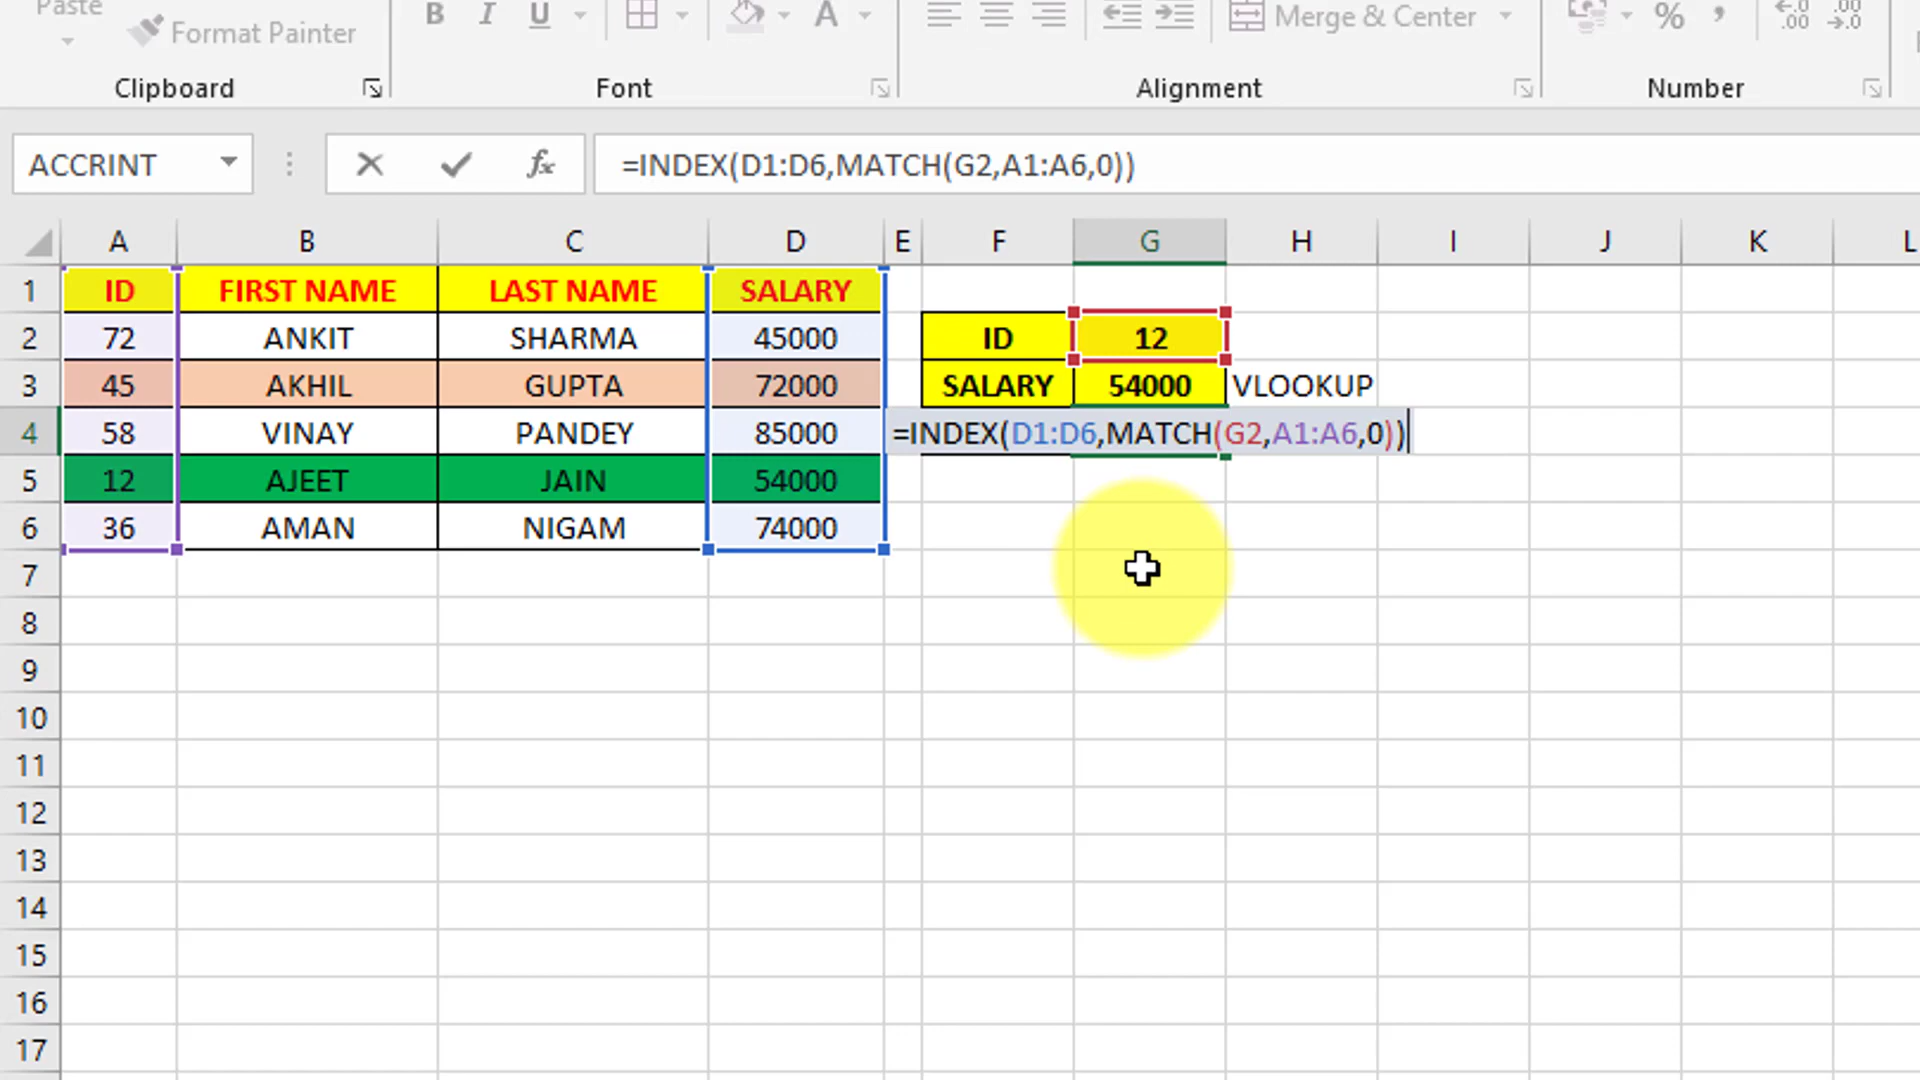 Paste
Format Painter
B I U A
Merge & Center
% , .00 .00
Clipboard Font Alignment Number
ACCRINT fx =INDEX(D1:D6,MATCH(G2,A1:A6,0))
A B C D E F G H I J K L
1 ID FIRST NAME LAST NAME SALARY
2 72 ANKIT SHARMA 45000 ID 12
3 45 AKHIL GUPTA 72000 SALARY 54000 VLOOKUP
4 58 VINAY PANDEY 85000 =INDEX(D1:D6,MATCH(G2,A1:A6,0))
5 12 AJEET JAIN 54000
6 36 AMAN NIGAM 74000
7
8
9
10
11
12
13
14
15
16
17